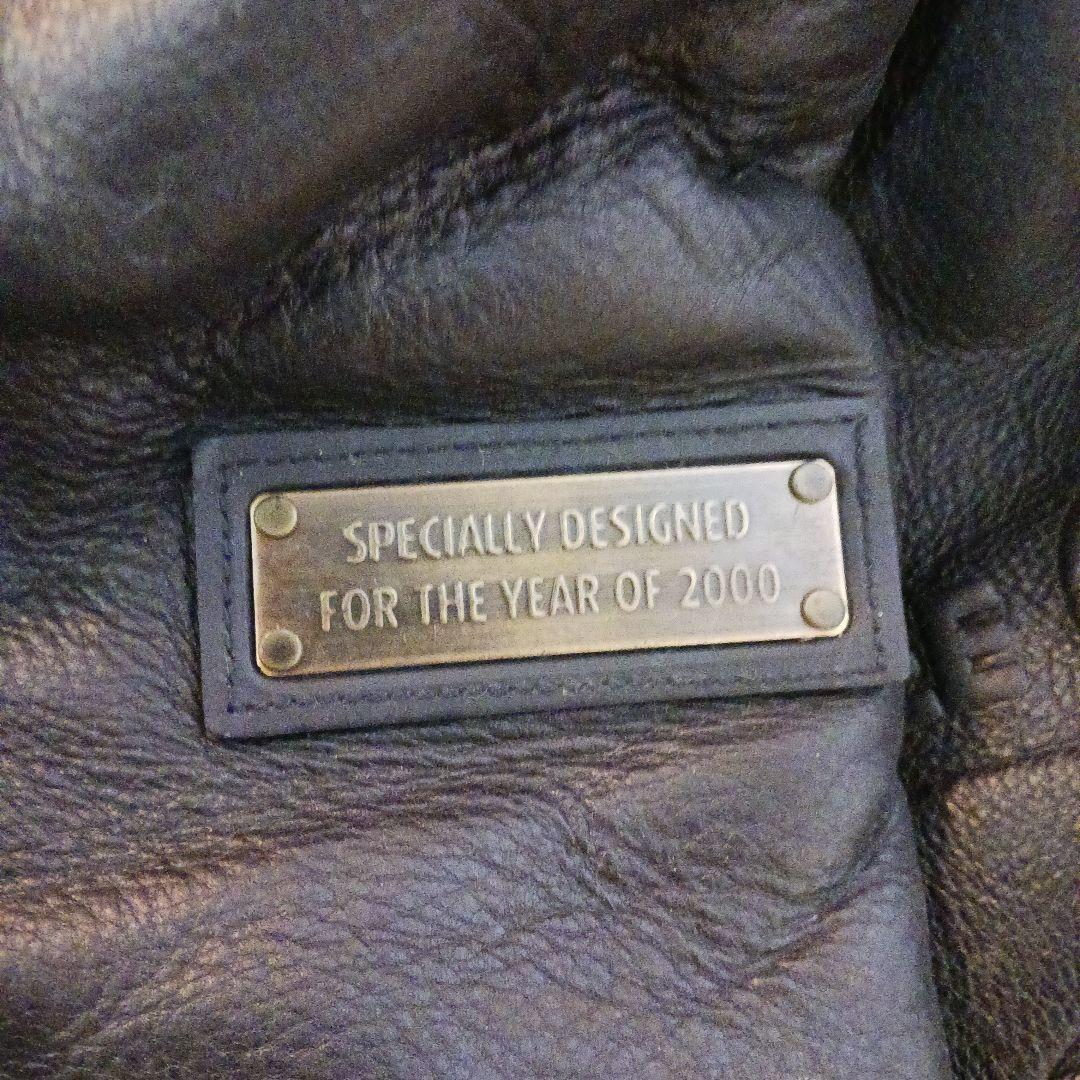 SPECIALLY DESIGNED
FOR THE YEAR OF 2000